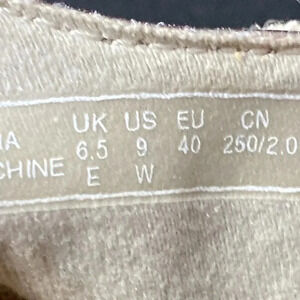 UK US EU CN
IA 6.5 9 40 250/2.0
CHINE E W